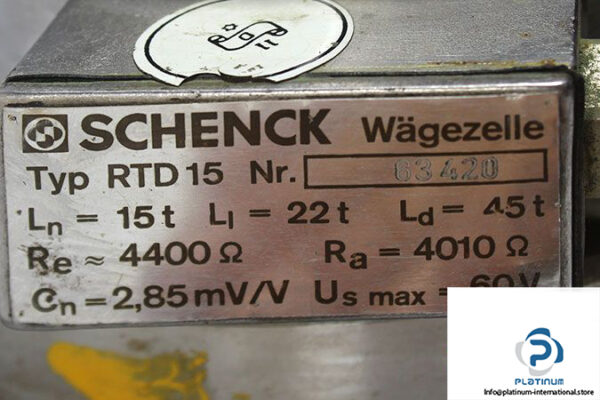 SCHENCK Wägezelle
Typ RTD 15 Nr. 63420
Ln = 15 t Ll = 22 t Ld = 45 t
Re ≈ 4400 Ω Ra = 4010 Ω
Cn = 2,85 mV/V Us max = 60V
PLATINUM
Info@platinum-international.store